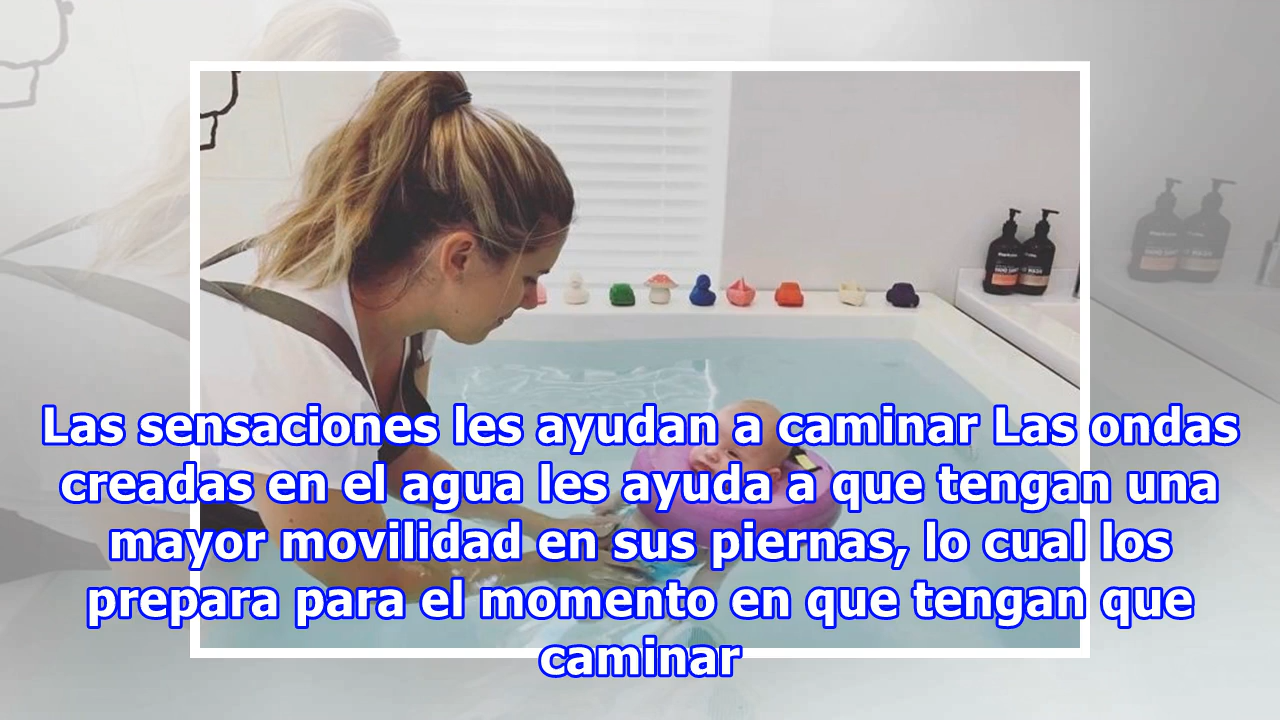 Las sensaciones les ayudan a caminar Las ondas
creadas en el agua les ayuda a que tengan una
mayor movilidad en sus piernas, lo cual los
prepara para el momento en que tengan que
caminar